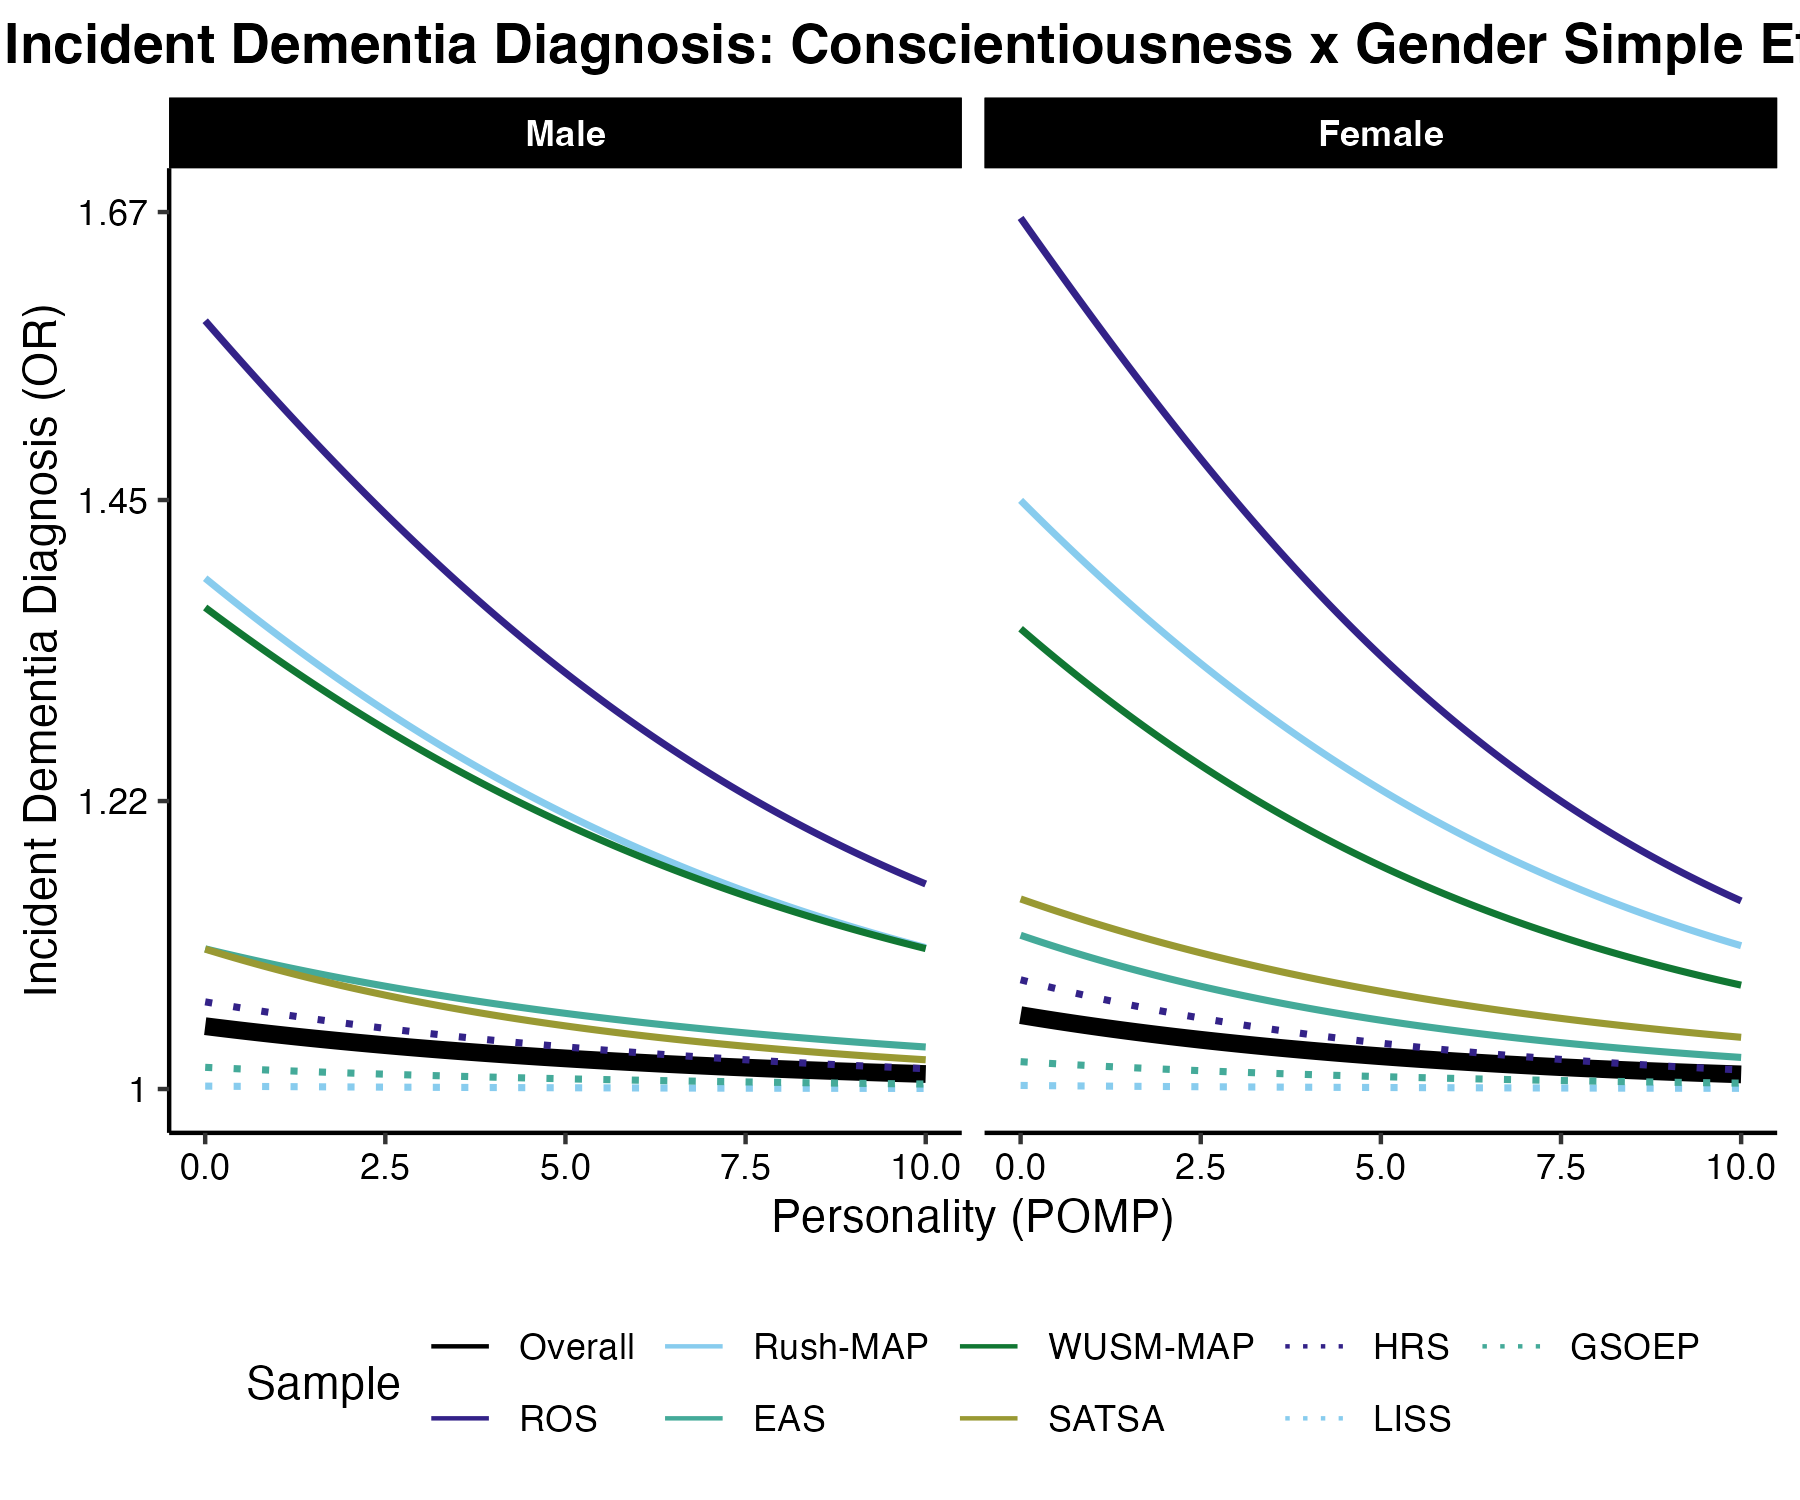 Incident Dementia Diagnosis: Conscientiousness x Gender Simple
Male Female
1.67
1.45
1.22
1
Incident Dementia Diagnosis (OR)
0.0 2.5 5.0 7.5 10.0 0.0 2.5 5.0 7.5 10.0
Personality (POMP)
Sample
Overall Rush-MAP WUSM-MAP HRS GSOEP
ROS EAS SATSA LISS